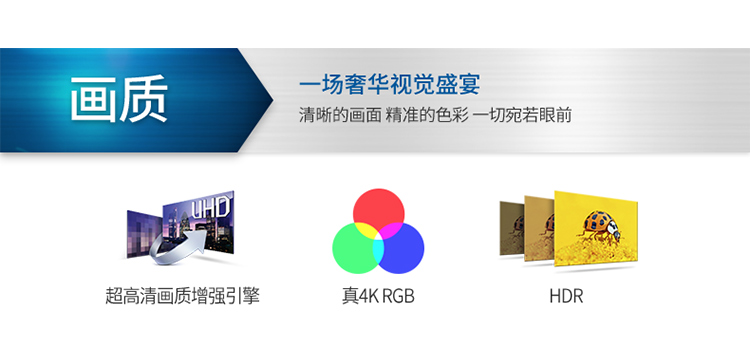 画质
一场奢华视觉盛宴
清晰的画面 精准的色彩 一切宛若眼前
UHD
超高清画质增强引擎
真4K RGB
HDR